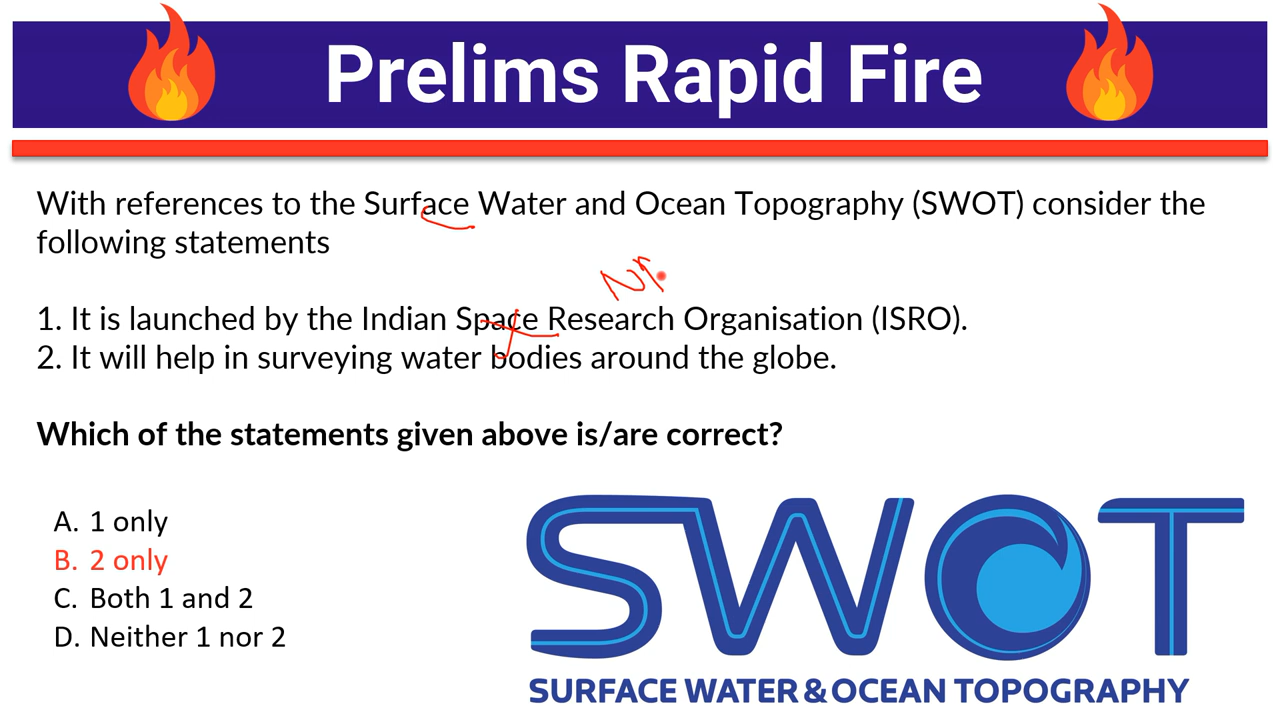 Prelims Rapid Fire
With references to the Surface Water and Ocean Topography (SWOT) consider the
following statements
1. It is launched by the Indian Space Research Organisation (ISRO).
2. It will help in surveying water bodies around the globe.
Which of the statements given above is/are correct?
A. 1 only
B. 2 only
C. Both 1 and 2
D. Neither 1 nor 2
SWOT
SURFACE WATER & OCEAN TOPOGRAPHY